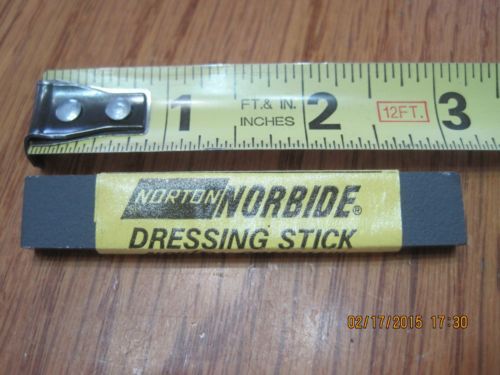 1 FT. & IN. 2 12FT. 3
INCHES
NORTON NORBIDE®
DRESSING STICK
02/17/2015 17:30